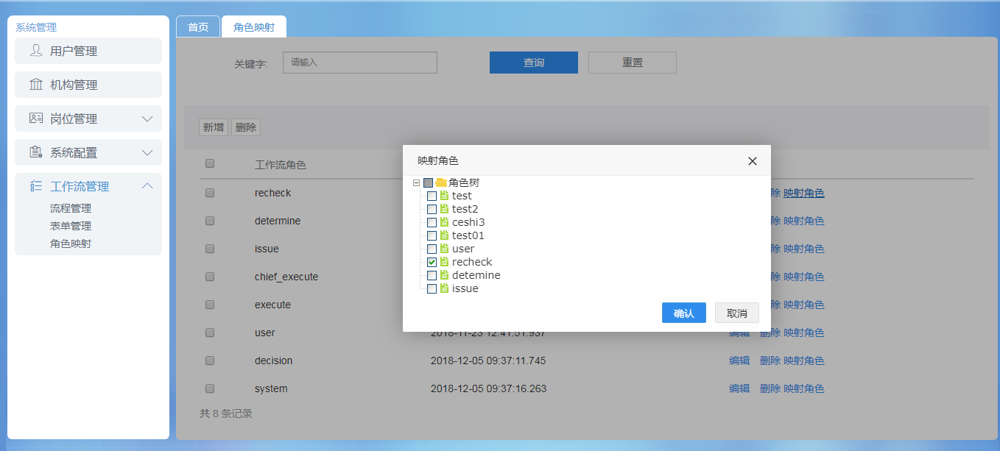 系统管理
用户管理
机构管理
岗位管理
系统配置
工作流管理
流程管理
表单管理
角色映射
首页 角色映射
关键字: 请输入 查询 重置
新增 删除
工作流角色
recheck 除 映射角色
determine 除 映射角色
issue 除 映射角色
chief_execute 除 映射角色
execute 除 映射角色
user 2018-11-23 12:41:51.937 编辑 删除 映射角色
decision 2018-12-05 09:37:11.745 编辑 删除 映射角色
system 2018-12-05 09:37:16.263 编辑 删除 映射角色
共 8 条记录
映射角色
角色树
test
test2
ceshi3
test01
user
recheck
detemine
issue
确认 取消